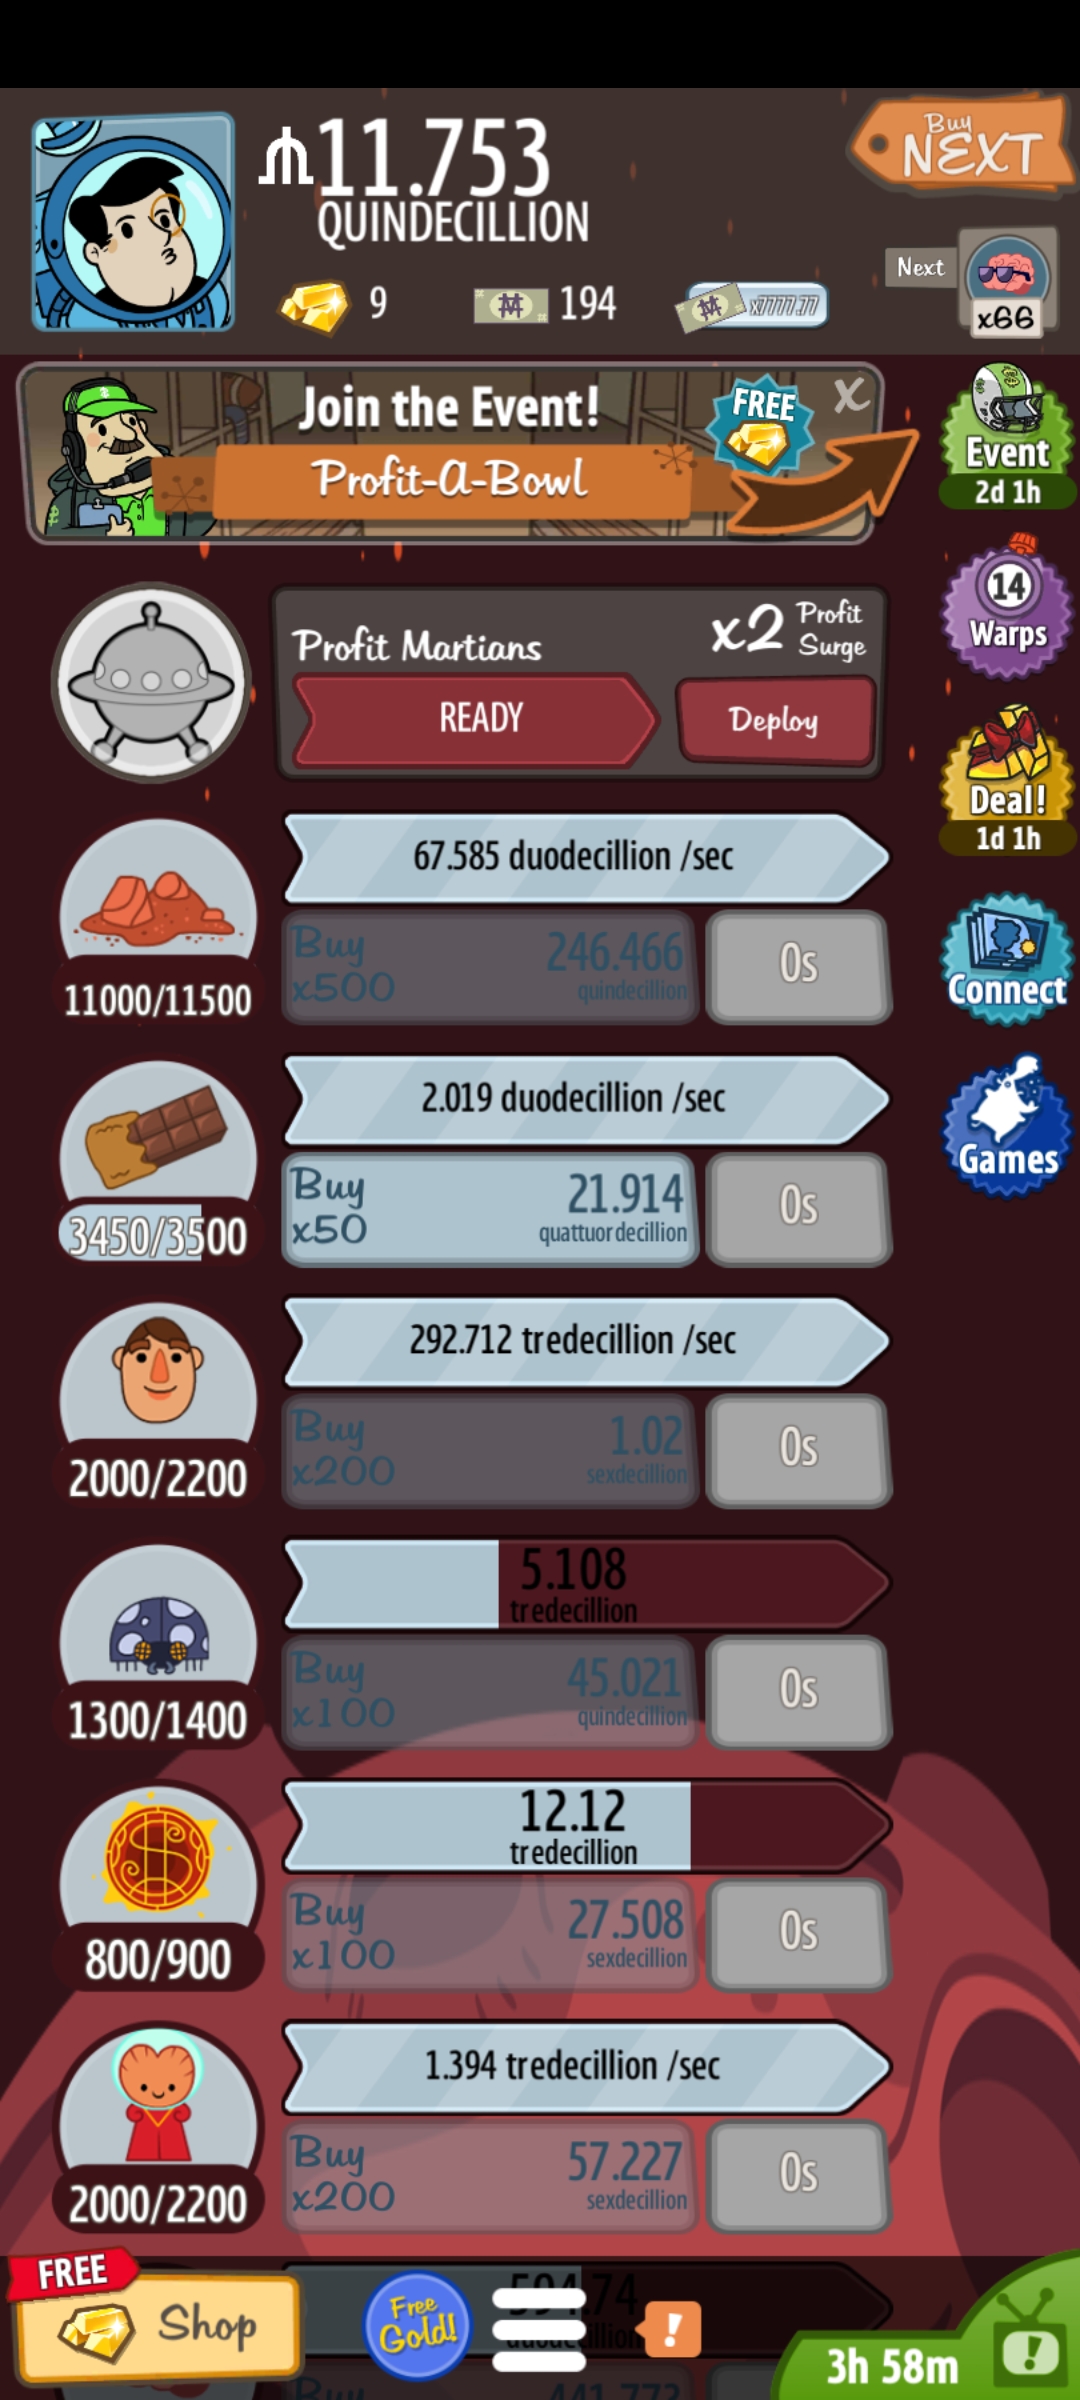 11.753
QUINDECILLION
Buy
NEXT
9
194
x7777.77
Next
x66
Join the Event!
FREE
X
Profit-A-Bowl
Event
2d 1h
14
Warps
Profit Martians
x2 Profit Surge
READY
Deploy
Deal!
1d 1h
67.585 duodecillion /sec
Buy x500
246.466
quindecillion
0s
11000/11500
Connect
2.019 duodecillion /sec
Buy x50
21.914
quattuordecillion
0s
3450/3500
Games
292.712 tredecillion /sec
Buy x200
1.02
sexdecillion
0s
2000/2200
5.108
tredecillion
Buy x100
45.021
quindecillion
0s
1300/1400
12.12
tredecillion
Buy x100
27.508
sexdecillion
0s
800/900
1.394 tredecillion /sec
Buy x200
57.227
sexdecillion
0s
2000/2200
FREE
Shop
Free
Gold!
!
3h 58m
!
Buy